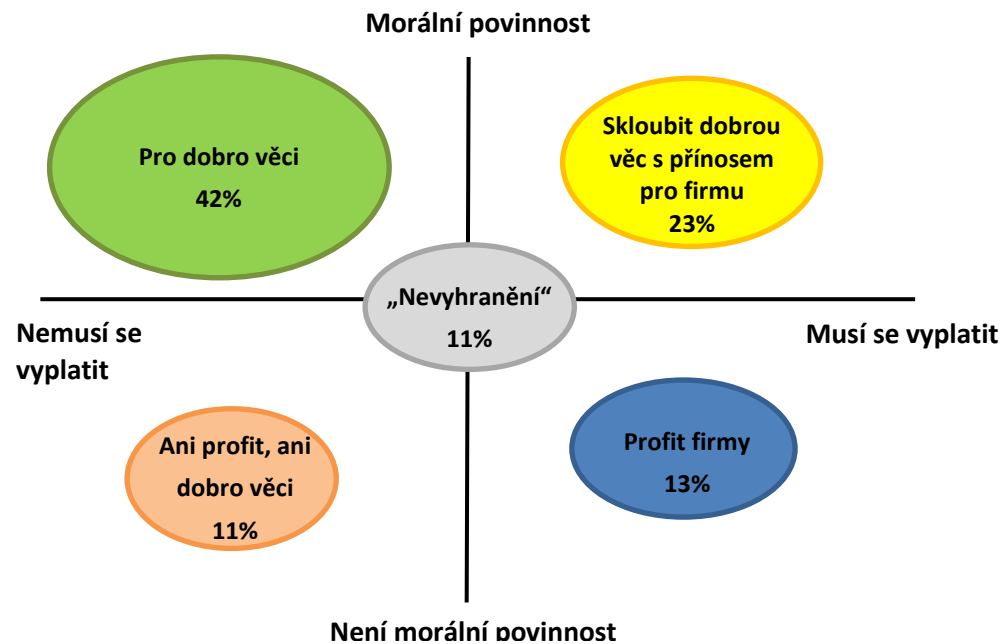 Morální povinnost
Pro dobro věci
42%
Skloubit dobrou
věc s přínosem
pro firmu
23%
„Nevyhranění“
11%
Nemusí se
vyplatit
Musí se vyplatit
Ani profit, ani
dobro věci
11%
Profit firmy
13%
Není morální povinnost